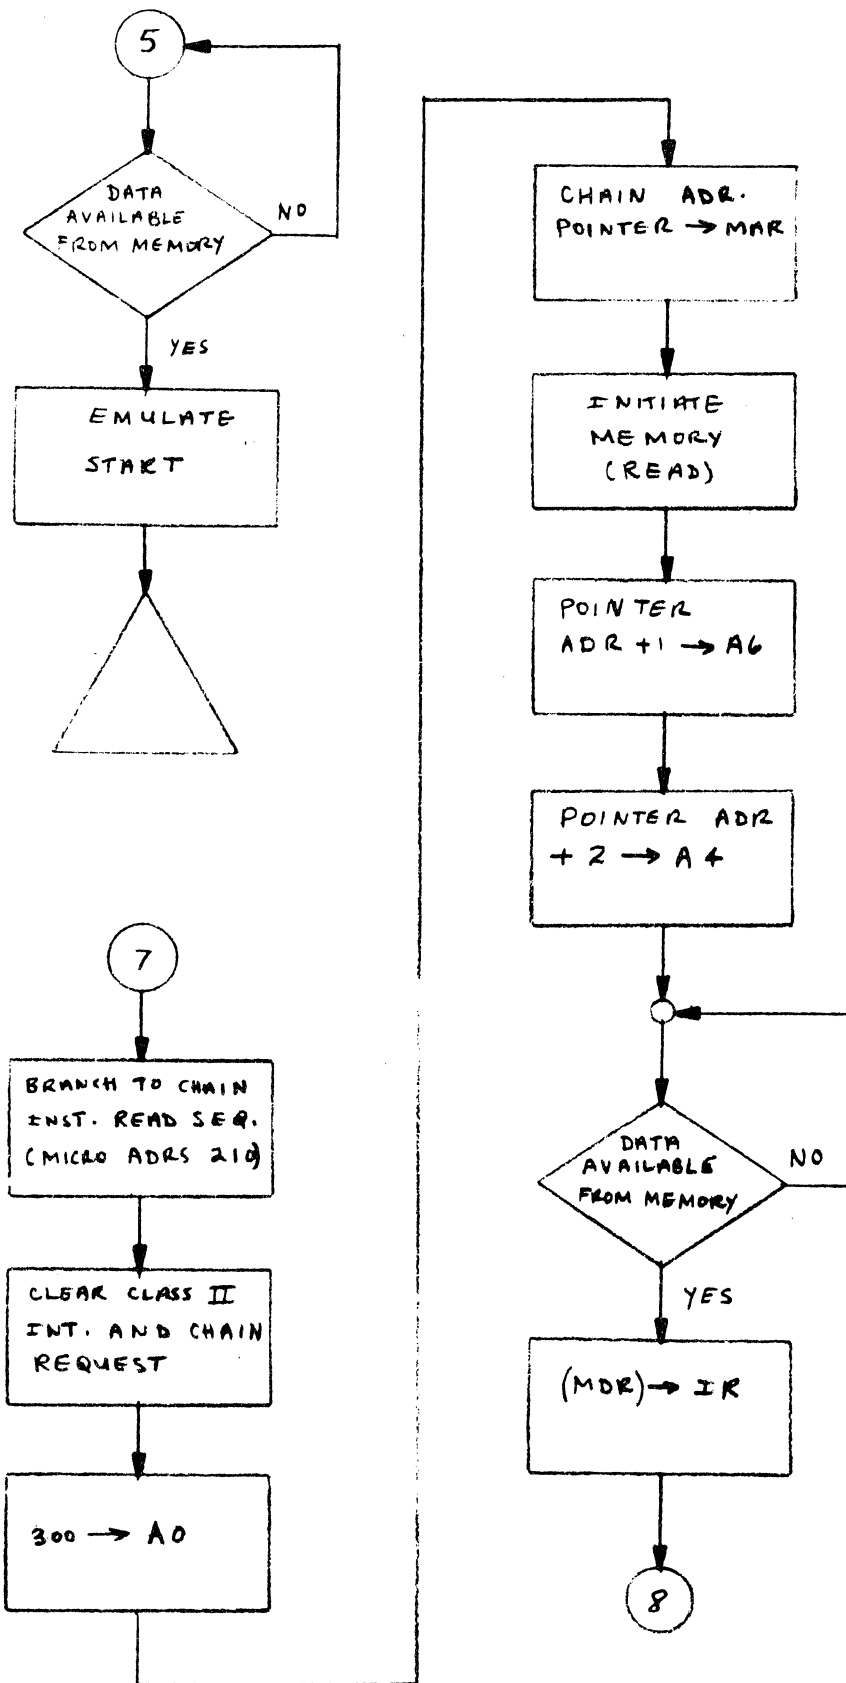 5
DATA
AVAILABLE
FROM MEMORY
NO
YES
EMULATE
START
7
BRANCH TO CHAIN
INST. READ SEQ.
(MICRO ADRS 210)
CLEAR CLASS II
INT. AND CHAIN
REQUEST
300 → A0
CHAIN ADR.
POINTER → MAR
INITIATE
MEMORY
(READ)
POINTER
ADR +1 → A6
POINTER ADR
+ 2 → A4
DATA
AVAILABLE
FROM MEMORY
NO
YES
(MDR) → IR
8